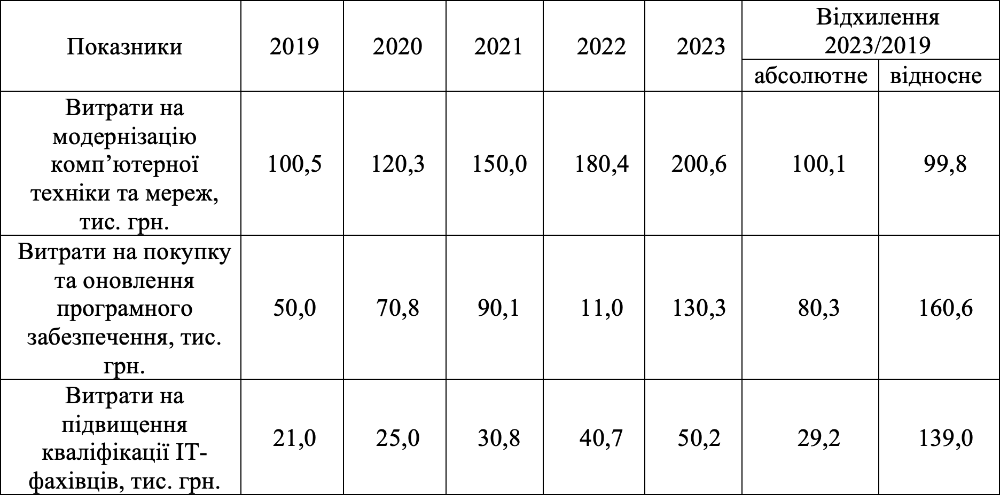 Показники
2019
2020
2021
2022
2023
Відхилення
2023/2019
абсолютне
відносне
Витрати на
модернізацію
комп’ютерної
техніки та мереж,
тис. грн.
100,5
120,3
150,0
180,4
200,6
100,1
99,8
Витрати на покупку
та оновлення
програмного
забезпечення, тис.
грн.
50,0
70,8
90,1
11,0
130,3
80,3
160,6
Витрати на
підвищення
кваліфікації ІТ-
фахівців, тис. грн.
21,0
25,0
30,8
40,7
50,2
29,2
139,0